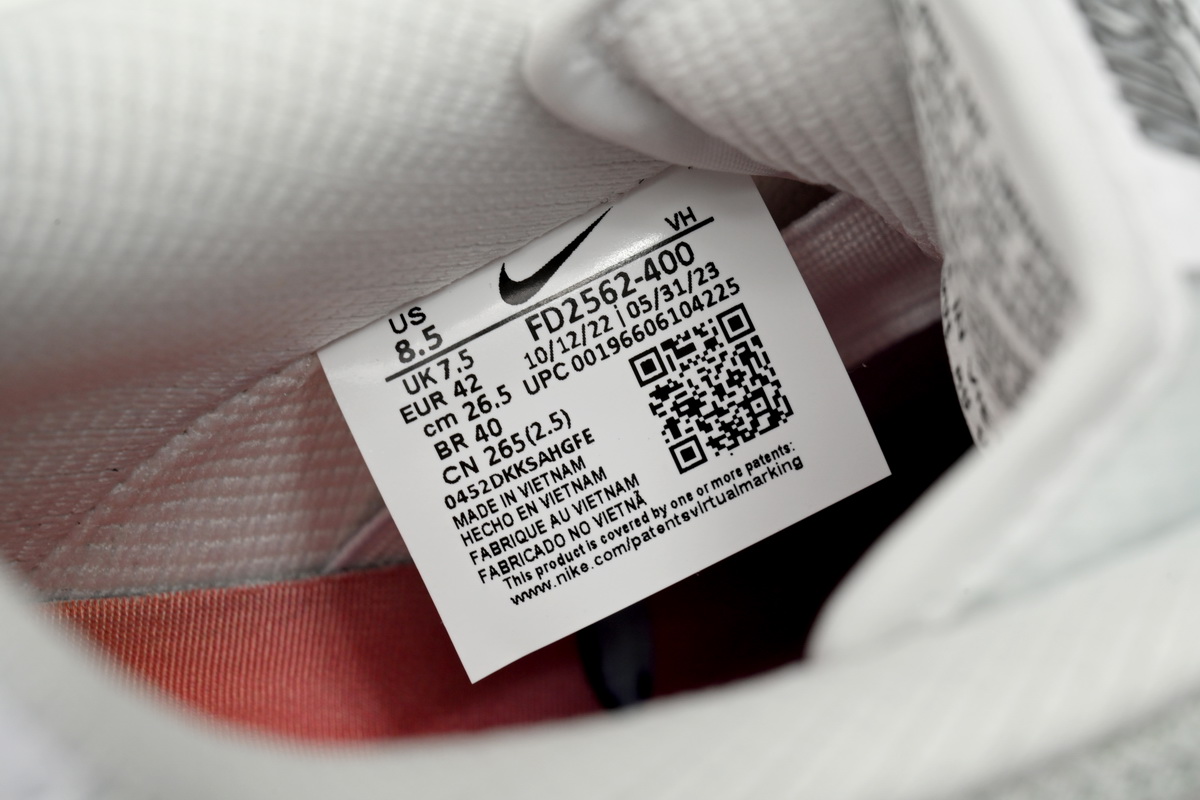 US
8.5
VH
UK 7.5
EUR 42
cm 26.5
BR 40
CN 265(2.5)
FD2562-400
10/12/22 | 05/31/23
UPC 00196606104225
0452DKKSAHGFE
MADE IN VIETNAM
HECHO EN VIETNAM
FABRIQUE AU VIETNAM
FABRICADO NO VIETNÃ
This product is covered by one or more patents:
www.nike.com/patentsvirtualmarking